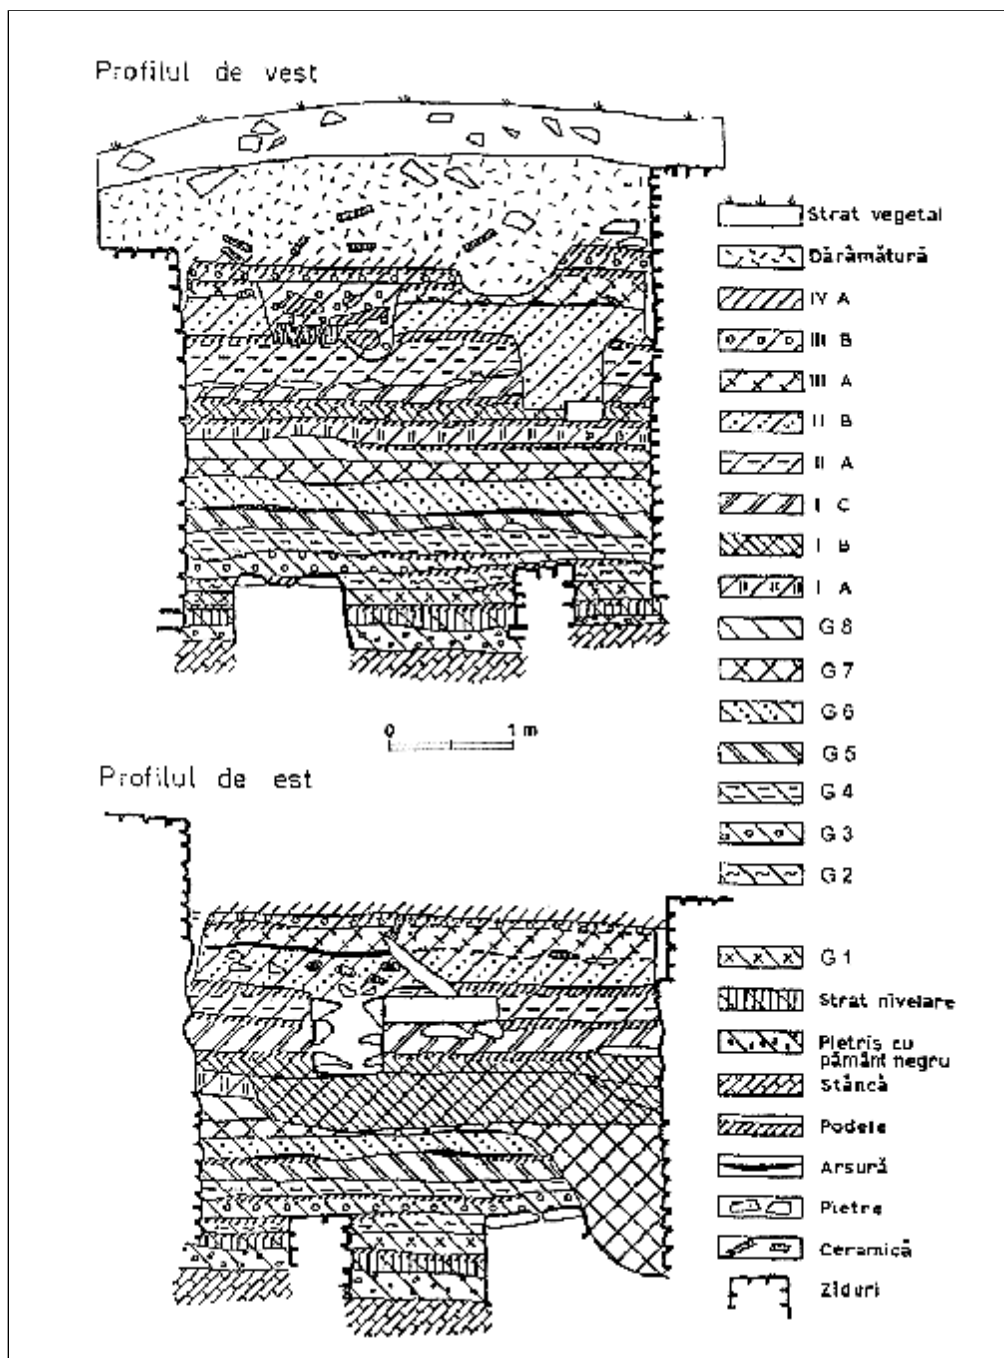 Profilul de vest
Strat vegetal
Dărâmătură
IV A
III B
III A
II B
II A
I C
I B
I A
G 8
G 7
G 6
G 5
G 4
G 3
G 2
0 1 m
Profilul de est
G 1
Strat nivelare
Pietriș cu
pământ negru
Stâncă
Podele
Arsură
Pietre
Ceramică
Ziduri